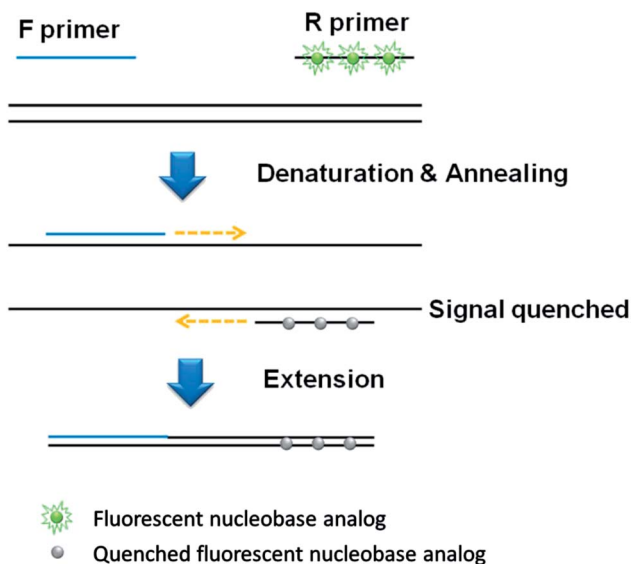 F primer
R primer
Denaturation & Annealing
Signal quenched
Extension
Fluorescent nucleobase analog
Quenched fluorescent nucleobase analog